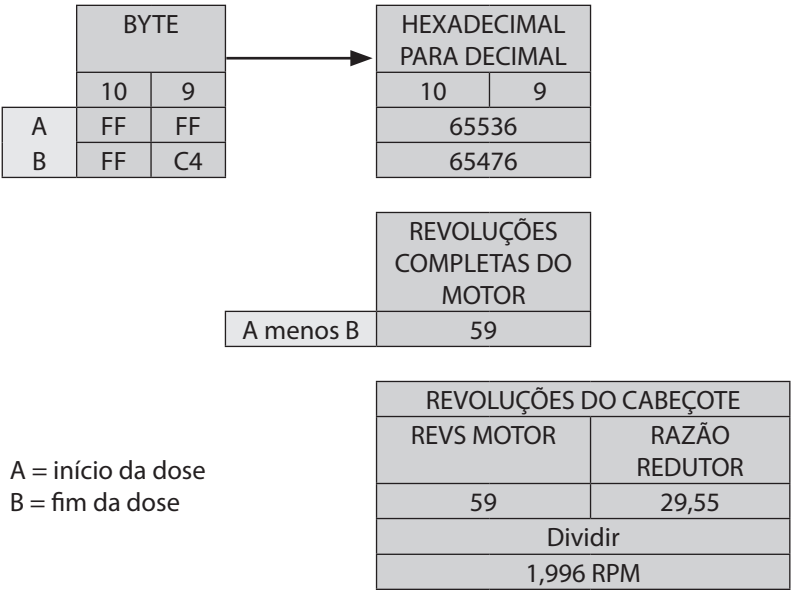 BYTE
HEXADECIMAL
PARA DECIMAL
10 9
10 9
A FF FF
65536
B FF C4
65476
REVOLUÇÕES
COMPLETAS DO
MOTOR
A menos B 59
REVOLUÇÕES DO CABEÇOTE
REVS MOTOR RAZÃO
REDUTOR
A = início da dose
B = fim da dose
59 29,55
Dividir
1,996 RPM